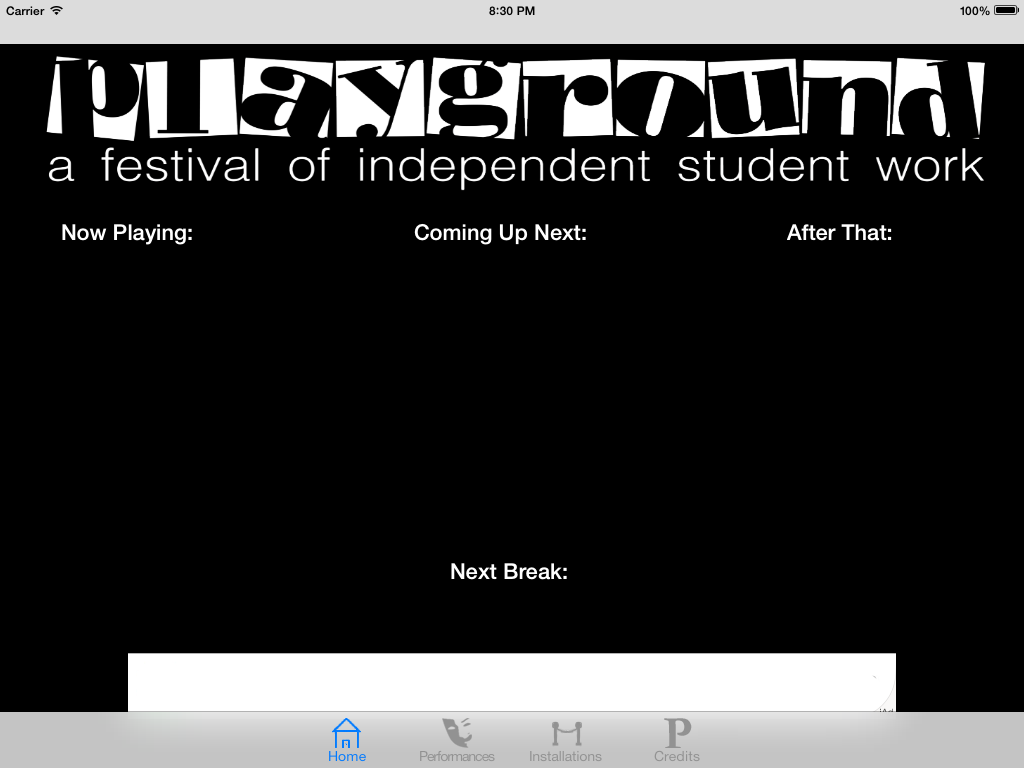 Carrier 8:30 PM 100%
playground
a festival of independent student work
Now Playing: Coming Up Next: After That:
Next Break:
Home Performances Installations Credits